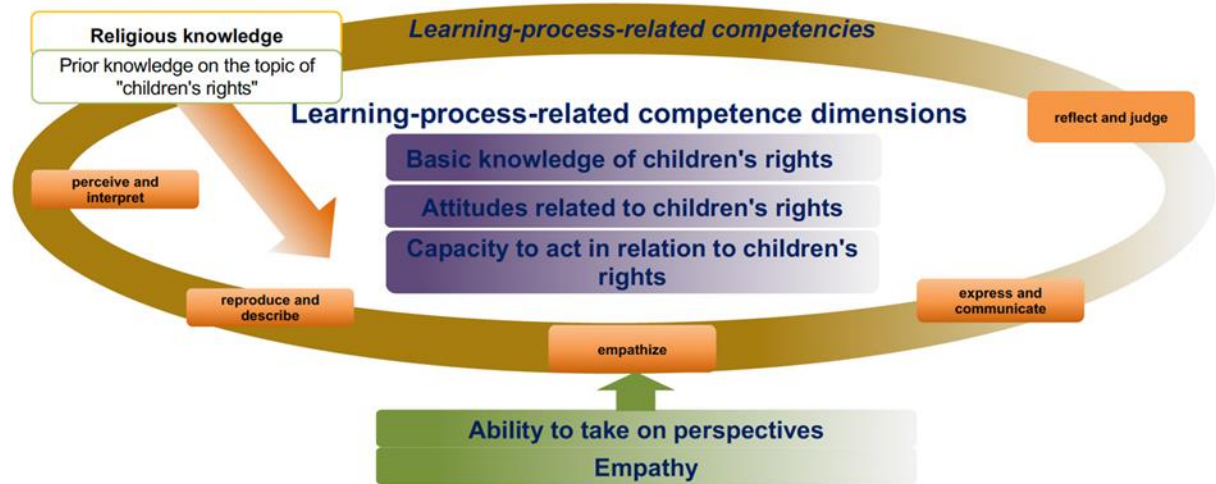 Religious knowledge
Prior knowledge on the topic of
"children's rights"
Learning-process-related competencies
Learning-process-related competence dimensions
reflect and judge
Basic knowledge of children's rights
perceive and
interpret
Attitudes related to children's rights
Capacity to act in relation to children's
rights
reproduce and
describe
express and
communicate
empathize
Ability to take on perspectives
Empathy